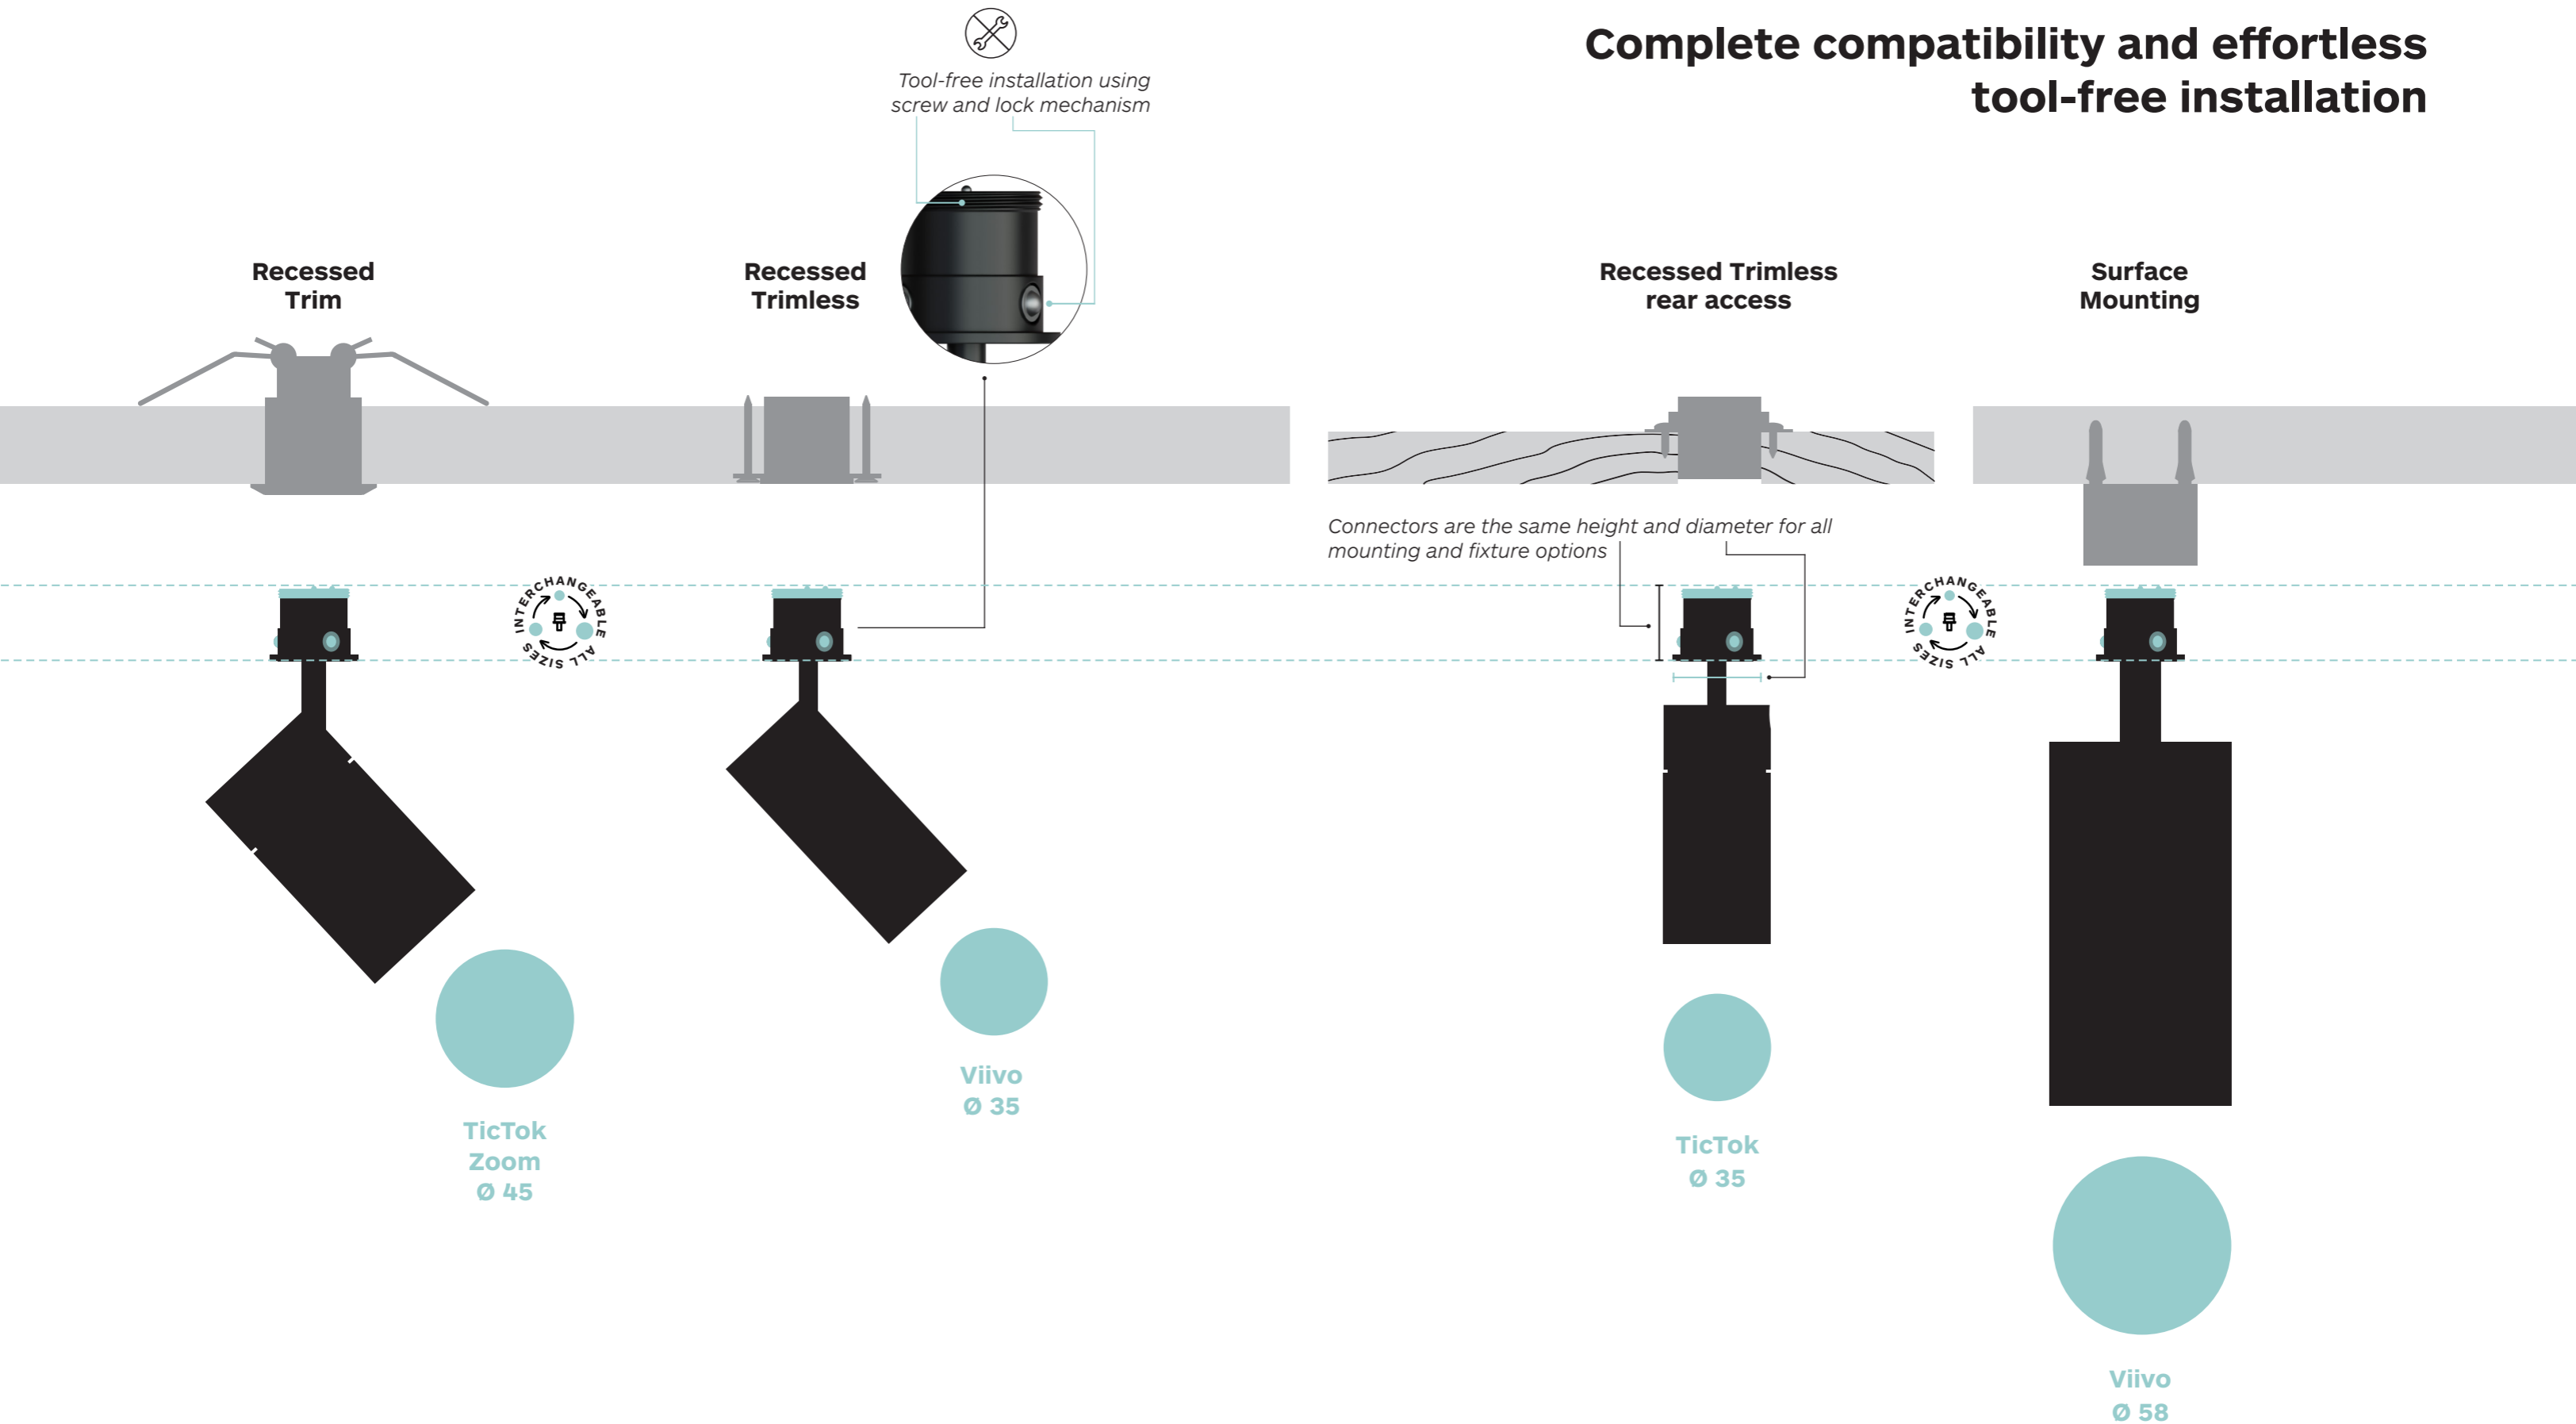 Complete compatibility and effortless
tool-free installation
Tool-free installation using
screw and lock mechanism
Recessed
Trim
Recessed
Trimless
Recessed Trimless
rear access
Surface
Mounting
Connectors are the same height and diameter for all
mounting and fixture options
INTERCHANGEABLE
ALL SIZES
INTERCHANGEABLE
ALL SIZES
TicTok
Zoom
Ø 45
Viivo
Ø 35
TicTok
Ø 35
Viivo
Ø 58